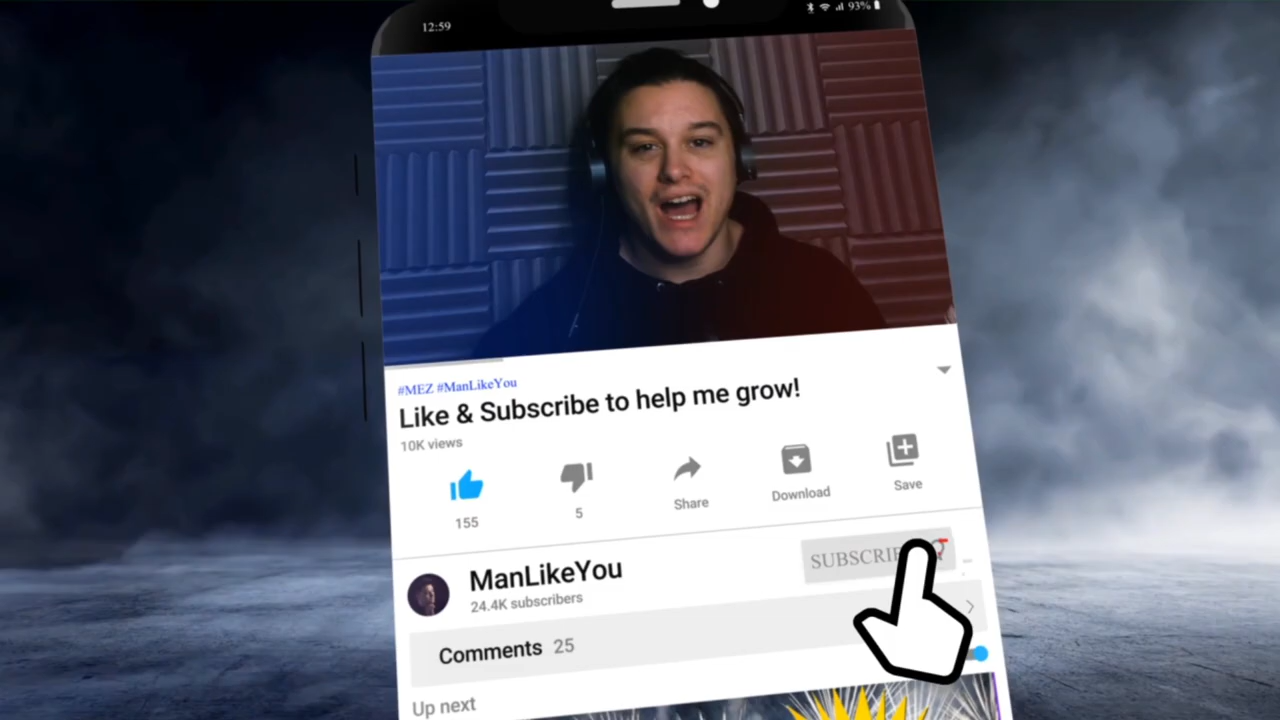 12:59
93%
#MEZ #ManLikeYou
Like & Subscribe to help me grow!
10K views
155
5
Share
Download
Save
ManLikeYou
24.4K subscribers
Comments 25
Up next